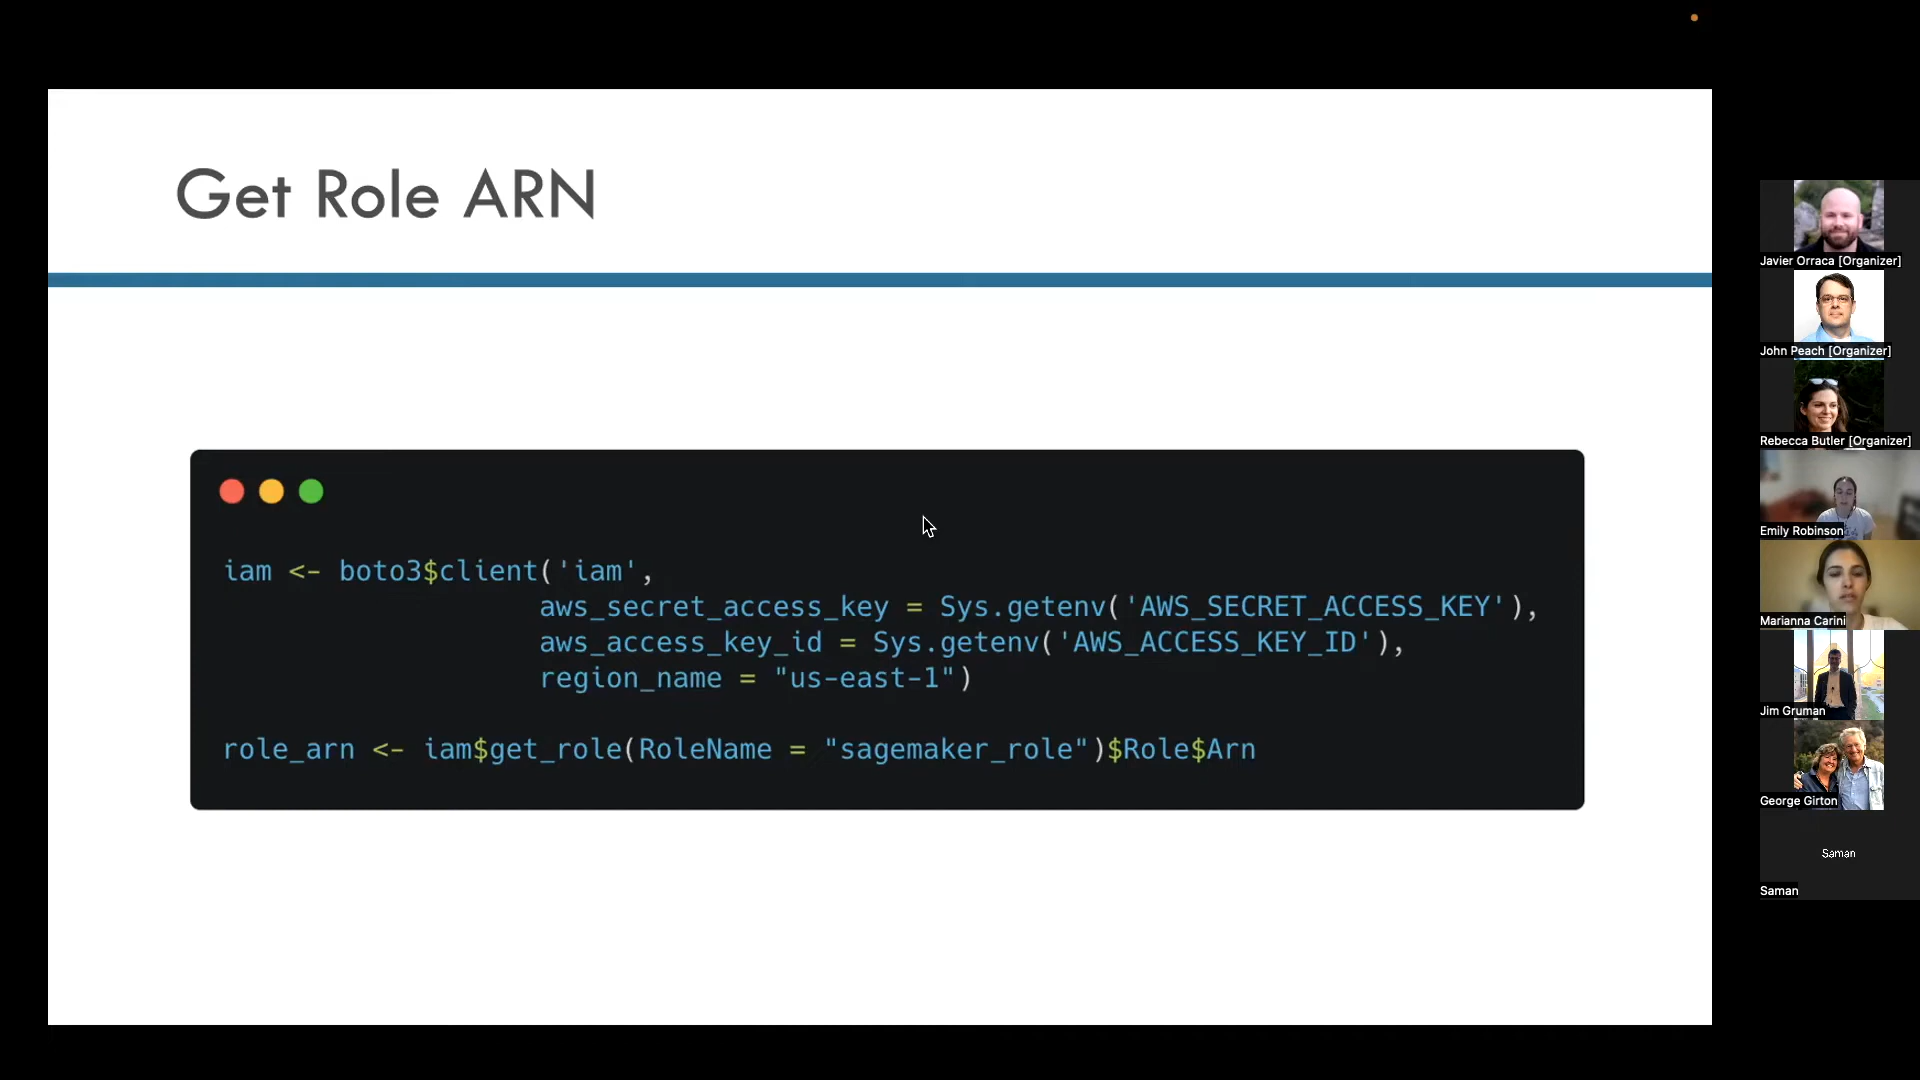 Get Role ARN
iam <- boto3$client('iam',
aws_secret_access_key = Sys.getenv('AWS_SECRET_ACCESS_KEY'),
aws_access_key_id = Sys.getenv('AWS_ACCESS_KEY_ID'),
region_name = "us-east-1")
role_arn <- iam$get_role(RoleName = "sagemaker_role")$Role$Arn
Javier Orraca [Organizer]
John Peach [Organizer]
Rebecca Butler [Organizer]
Emily Robinson
Marianna Carini
Jim Gruman
George Girton
Saman
Saman